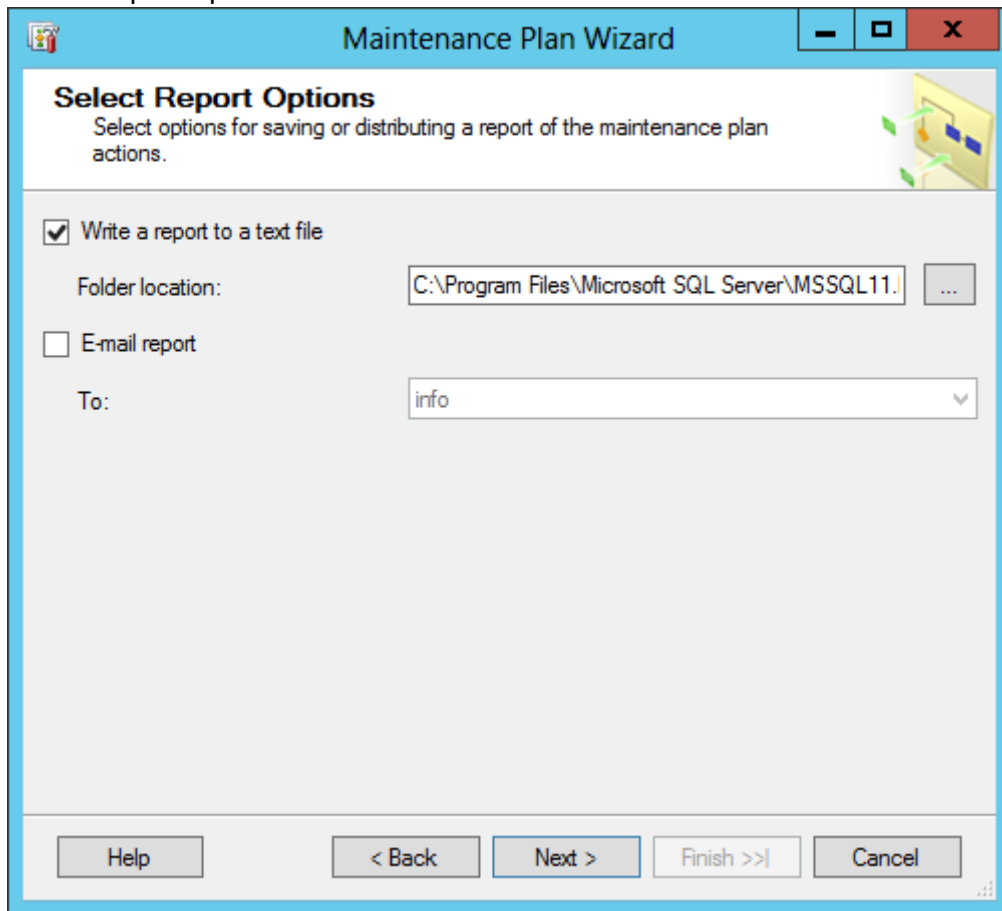 Maintenance Plan Wizard
Select Report Options
Select options for saving or distributing a report of the maintenance plan
actions.
Write a report to a text file
Folder location: C:\Program Files\Microsoft SQL Server\MSSQL11. ...
E-mail report
To: info
Help < Back Next > Finish >>| Cancel